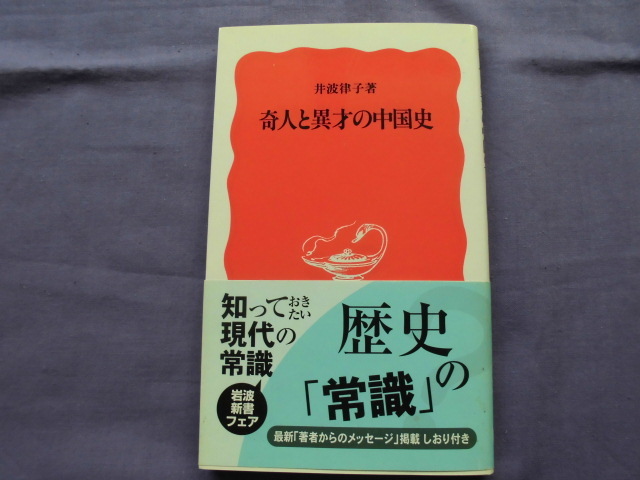 井波律子著
奇人と異才の中国史
知っておきたい
現代の
常識
岩波
新書
フェア
歴史の
「常識」
最新「著者からのメッセージ」掲載 しおり付き